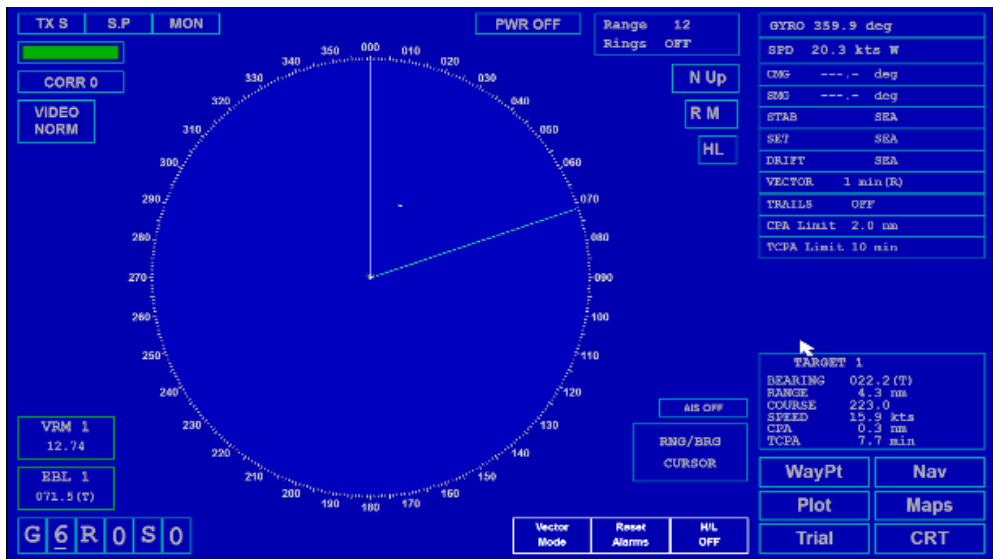 TX S S.P MON
CORR 0
VIDEO
NORM
PWR OFF
Range 12
Rings OFF
N Up
R M
HL
GYRO 359.9 deg
SPD 20.3 kts W
CMG ---.- deg
SMG ---.- deg
STAB SEA
SET SEA
DRIFT SEA
VECTOR 1 min(R)
TRAILS OFF
CPA Limit 2.0 nm
TCPA Limit 10 min
000
010
020
030
040
050
060
070
080
090
100
110
120
130
140
150
160
170
180
190
200
210
220
230
240
250
260
270
280
290
300
310
320
330
340
350
TARGET 1
BEARING 022.2(T)
RANGE 4.3 nm
COURSE 223.0
SPEED 15.9 kts
CPA 0.3 nm
TCPA 7.7 min
AIS OFF
RNG/BRG
CURSOR
VRM 1
12.74
EBL 1
071.5(T)
G 6 R 0 S 0
Vector
Mode
Reset
Alarms
H/L
OFF
WayPt Nav
Plot Maps
Trial CRT